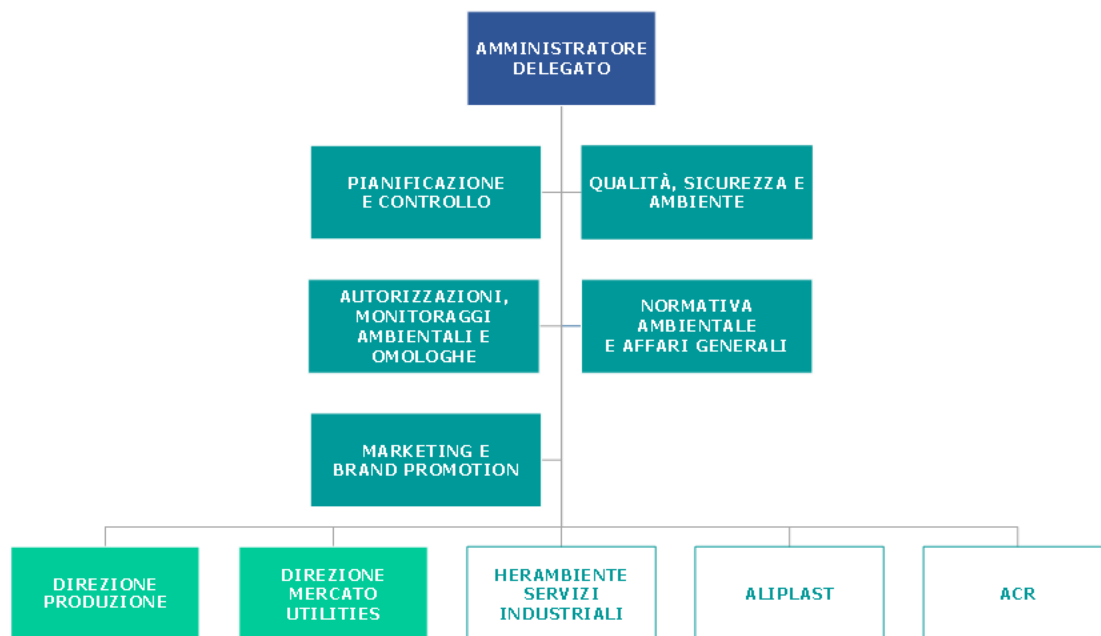 AMMINISTRATORE
DELEGATO
PIANIFICAZIONE
E CONTROLLO
QUALITÀ, SICUREZZA E
AMBIENTE
AUTORIZZAZIONI,
MONITORAGGI
AMBIENTALI E
OMOLOGHE
NORMATIVA
AMBIENTALE
E AFFARI GENERALI
MARKETING E
BRAND PROMOTION
DIREZIONE
PRODUZIONE
DIREZIONE
MERCATO
UTILITIES
HERAMBIENTE
SERVIZI
INDUSTRIALI
ALIPLAST
ACR